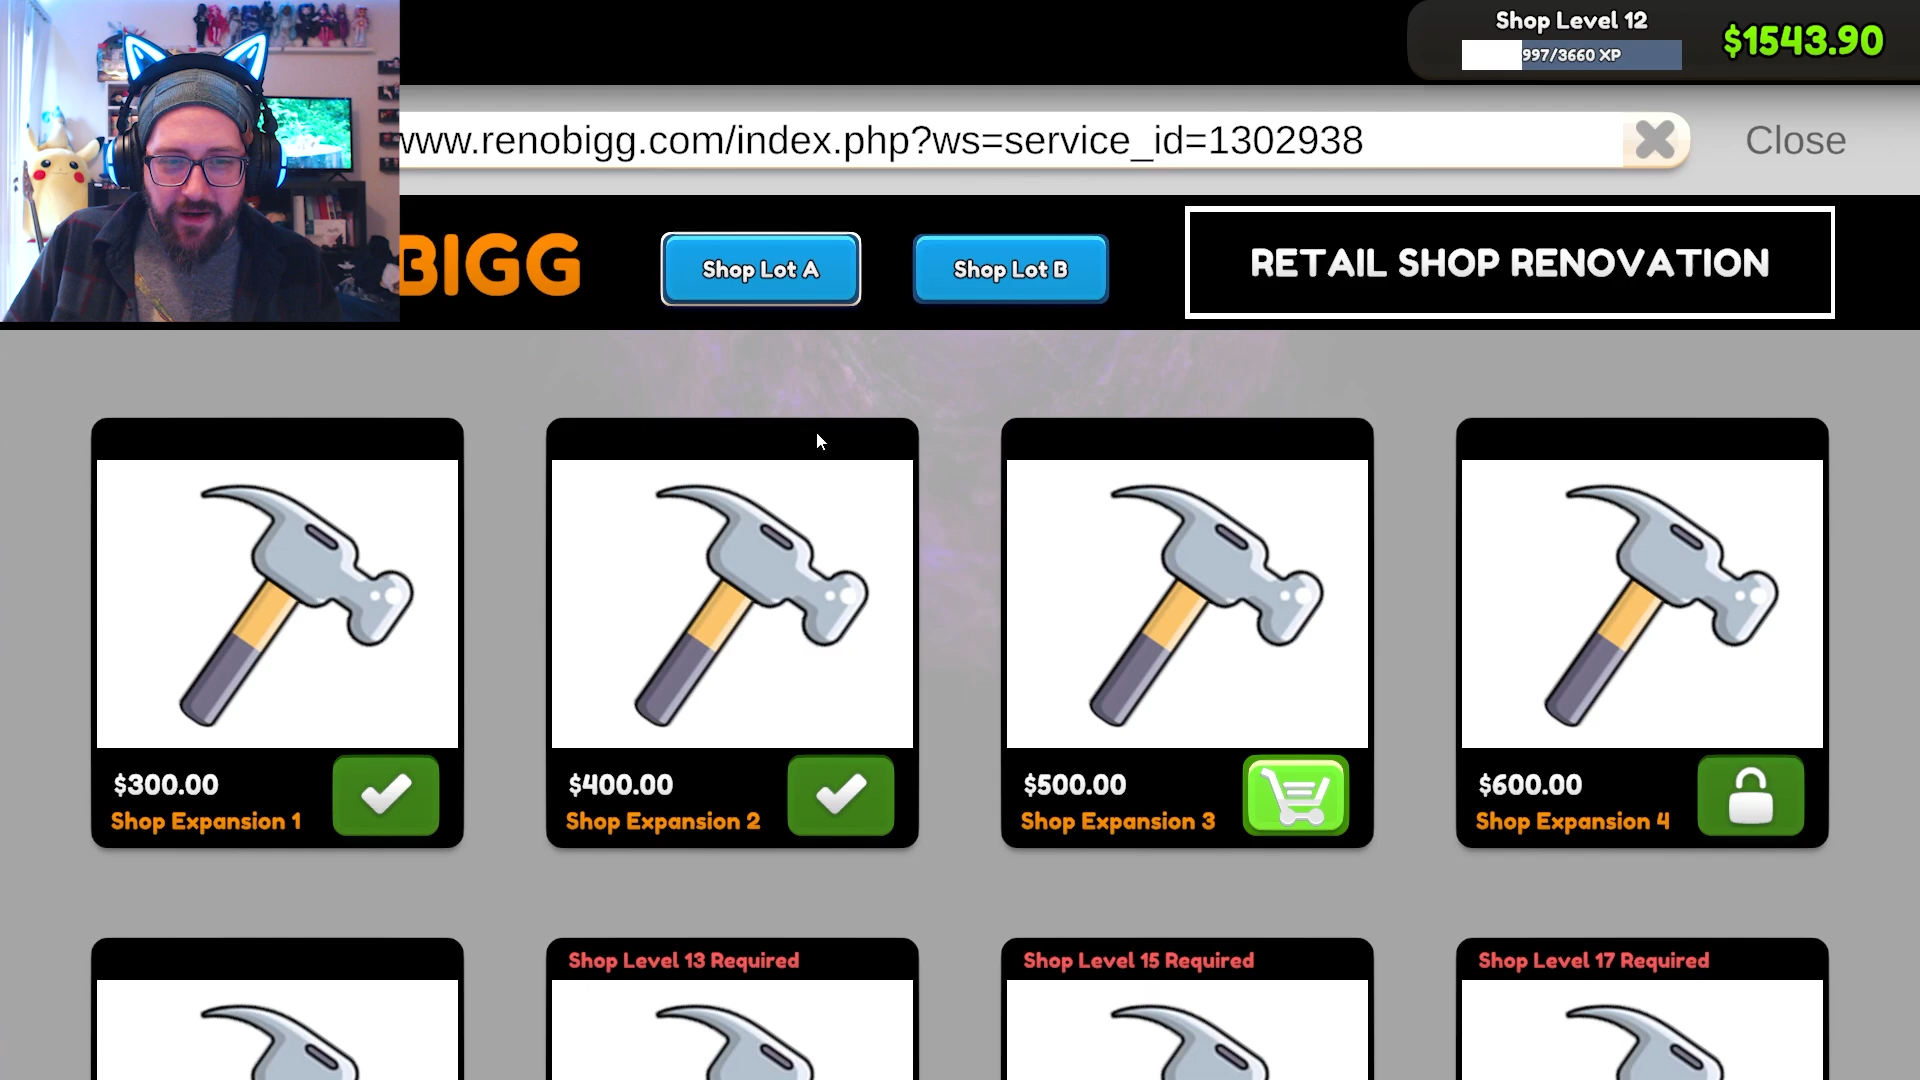 Shop Level 12
997/3660 XP
$1543.90
www.renobigg.com/index.php?ws=service_id=1302938
Close
BIGG
Shop Lot A
Shop Lot B
RETAIL SHOP RENOVATION
$300.00
Shop Expansion 1
$400.00
Shop Expansion 2
$500.00
Shop Expansion 3
$600.00
Shop Expansion 4
Shop Level 13 Required
Shop Level 15 Required
Shop Level 17 Required